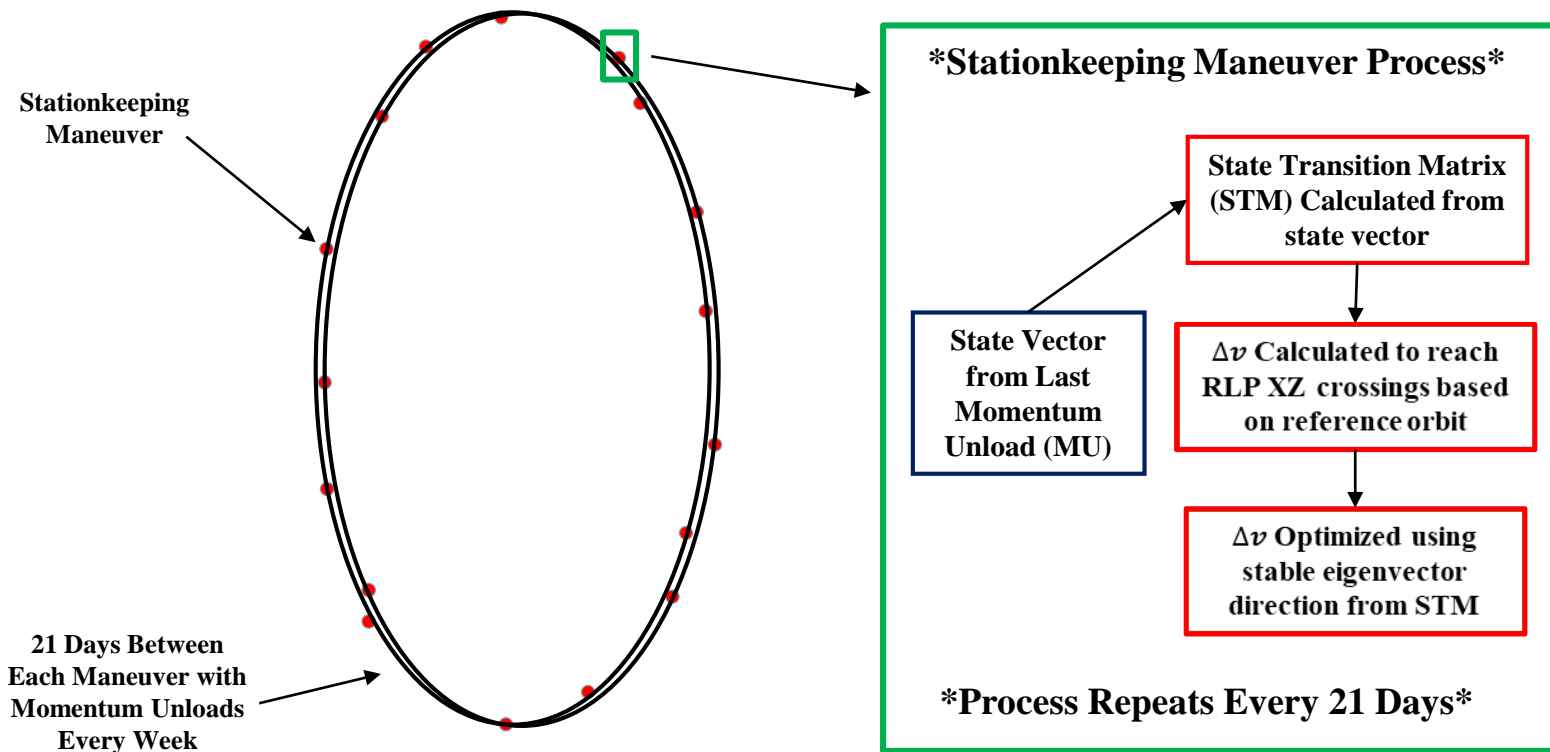 Stationkeeping
Maneuver
21 Days Between
Each Maneuver with
Momentum Unloads
Every Week
*Stationkeeping Maneuver Process*
State Vector
from Last
Momentum
Unload (MU)
State Transition Matrix
(STM) Calculated from
state vector
Δv Calculated to reach
RLP XZ crossings based
on reference orbit
Δv Optimized using
stable eigenvector
direction from STM
*Process Repeats Every 21 Days*